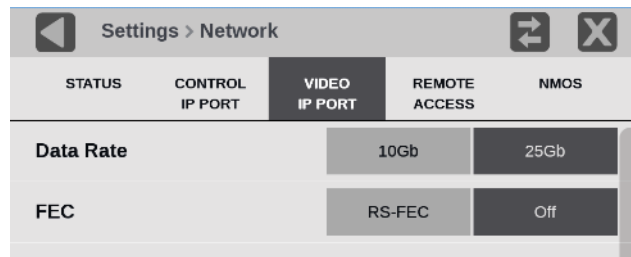 Settings > Network
STATUS CONTROL IP PORT VIDEO IP PORT REMOTE ACCESS NMOS
Data Rate 10Gb 25Gb
FEC RS-FEC Off